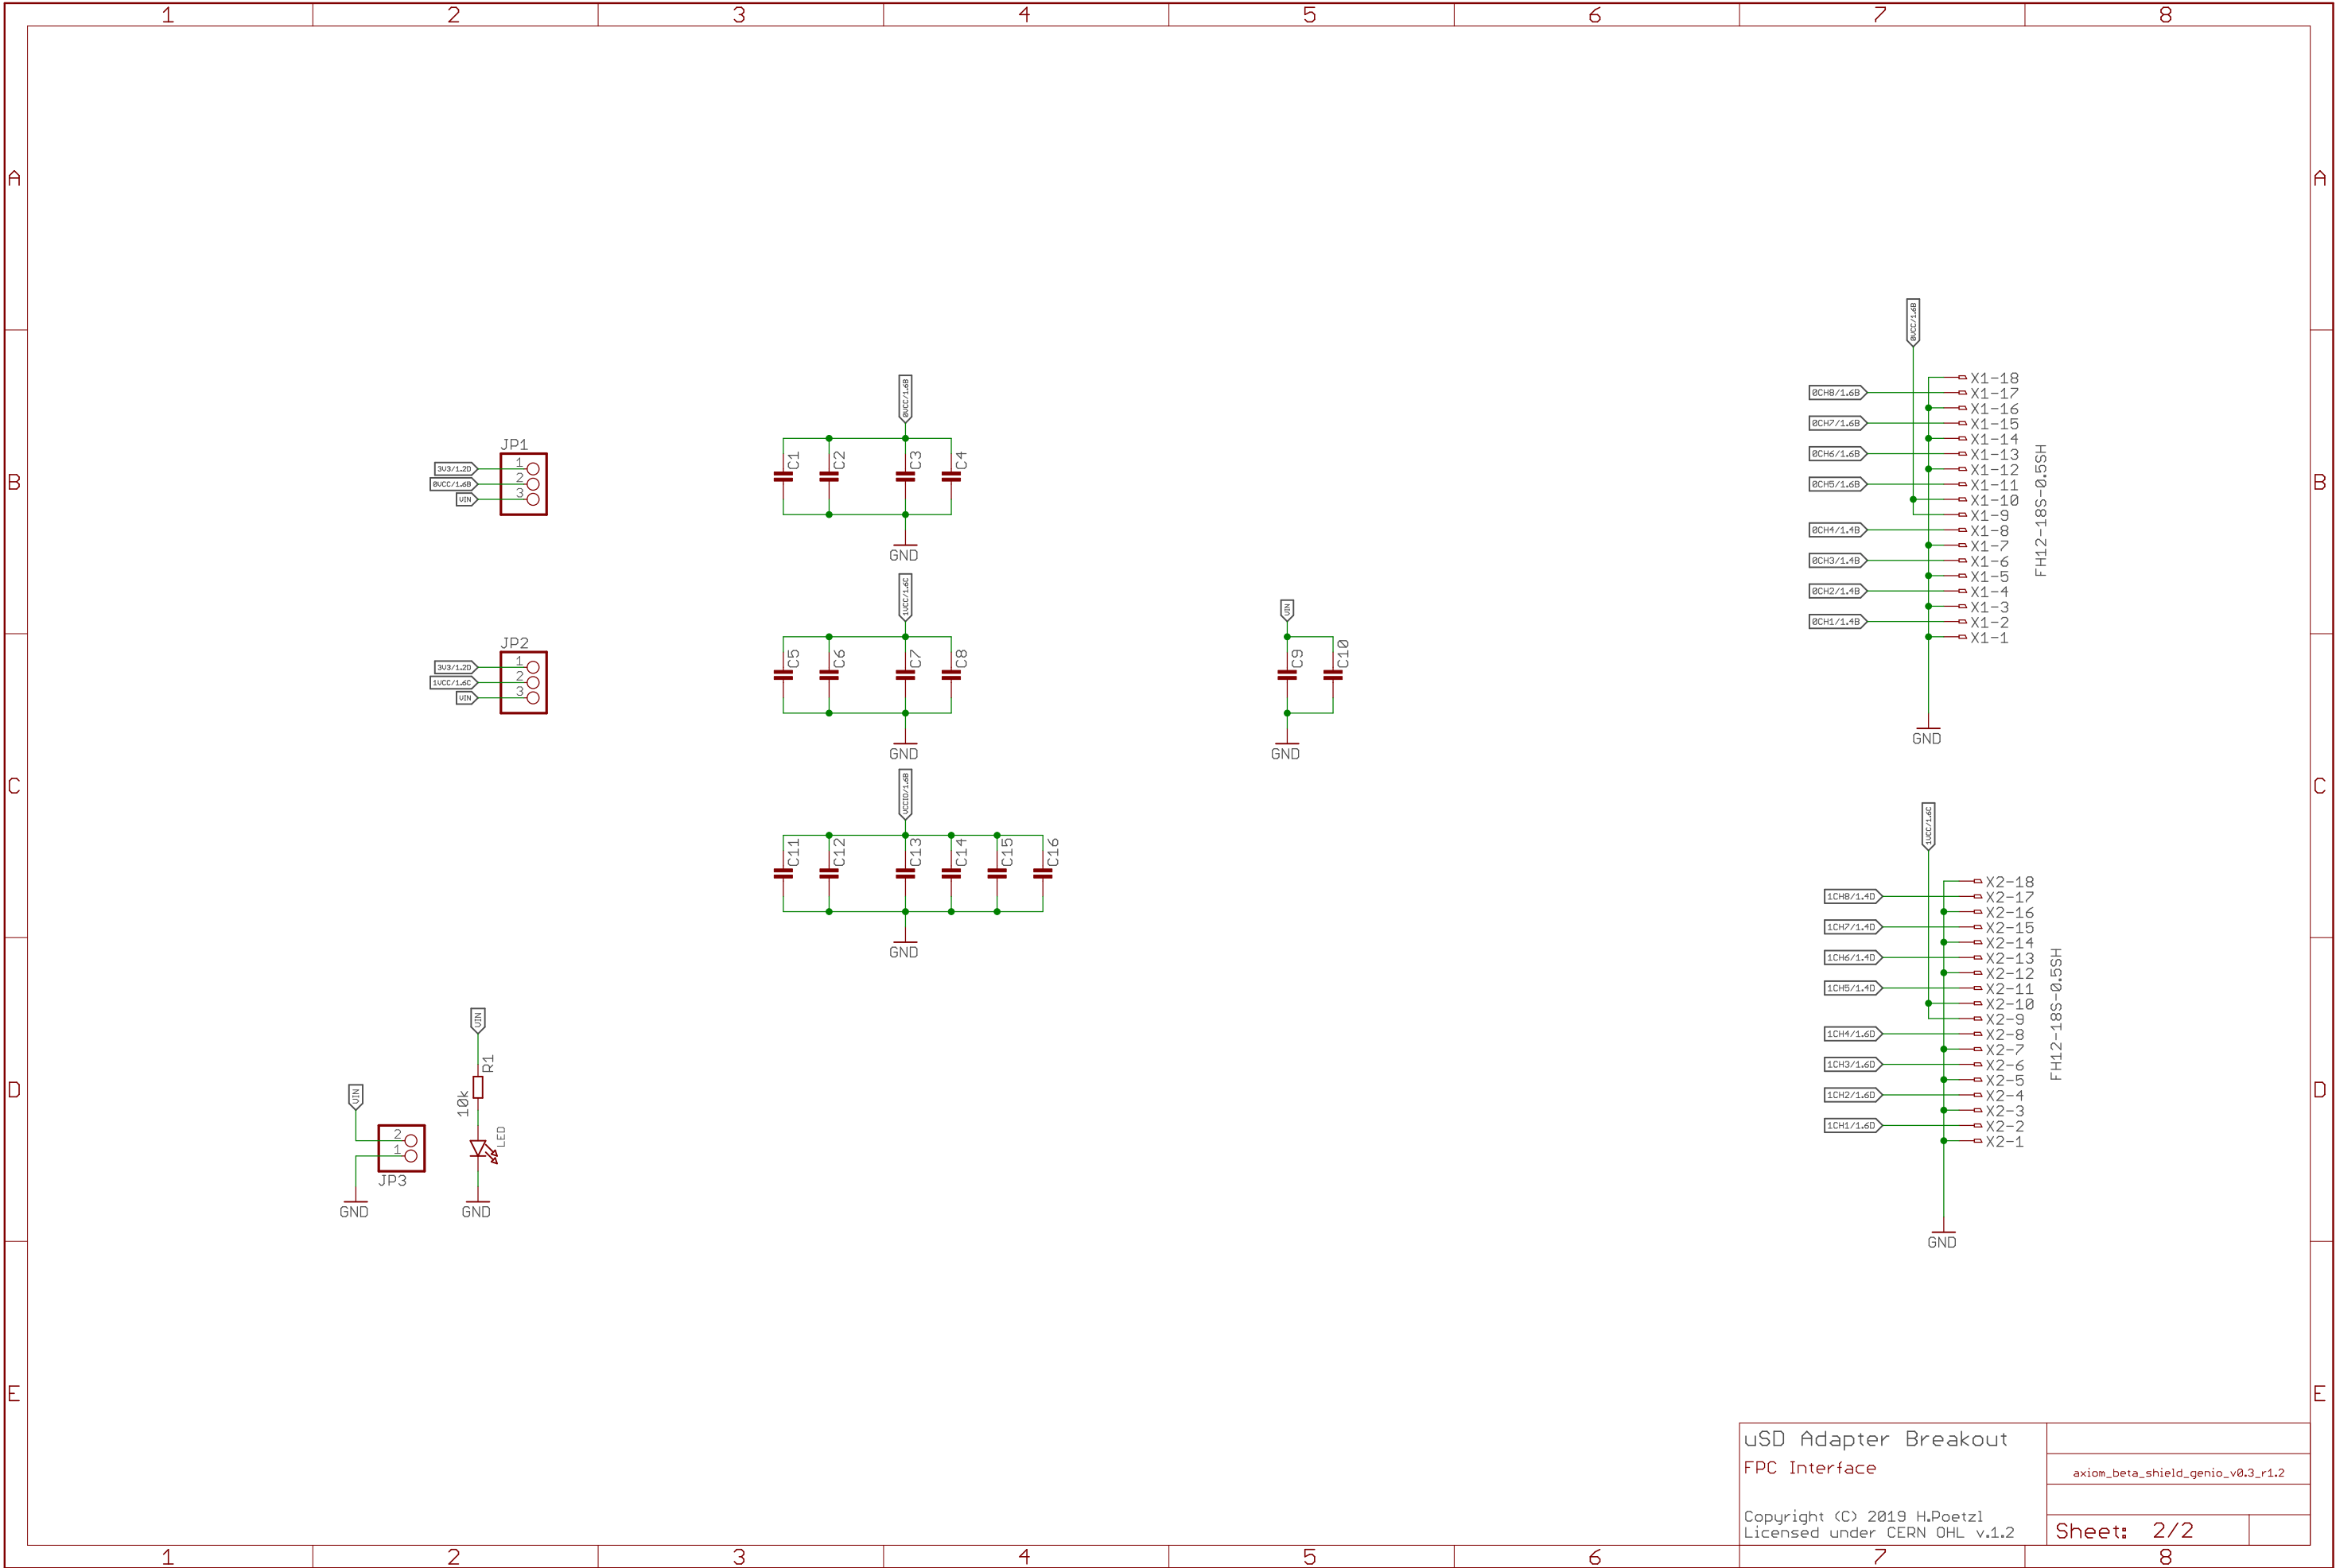 1 2 3 4 5 6 7 8
A A
0VCC/1.6B
0VCC/1.6B
X1-18
0CH8/1.6B X1-17
X1-16
0CH7/1.6B X1-15
X1-14
0CH6/1.6B X1-13
X1-12
0CH5/1.6B X1-11
X1-10
X1-9
0CH4/1.4B X1-8
X1-7
0CH3/1.4B X1-6
X1-5
0CH2/1.4B X1-4
X1-3
0CH1/1.4B X1-2
X1-1
FH12-18S-0.5SH
GND
B B
JP1
3V3/1.2D 1
0VCC/1.6B 2
VIN 3
C1 C2 C3 C4
GND
1VCC/1.6C
JP2
3V3/1.2D 1
1VCC/1.6C 2
VIN 3
C5 C6 C7 C8
GND
VIN
C9 C10
GND
C C
VCCIO/1.6B
C11 C12 C13 C14 C15 C16
GND
1VCC/1.6C
X2-18
1CH8/1.4D X2-17
X2-16
1CH7/1.4D X2-15
X2-14
1CH6/1.4D X2-13
X2-12
1CH5/1.4D X2-11
X2-10
X2-9
1CH4/1.6D X2-8
X2-7
1CH3/1.6D X2-6
X2-5
1CH2/1.6D X2-4
X2-3
1CH1/1.6D X2-2
X2-1
FH12-18S-0.5SH
GND
D D
VIN
R1
10k
LED
GND
VIN
2
1
JP3
GND
E E
uSD Adapter Breakout
FPC Interface
axiom_beta_shield_genio_v0.3_r1.2
Copyright (C) 2019 H.Poetzl
Licensed under CERN OHL v.1.2
Sheet: 2/2
1 2 3 4 5 6 7 8